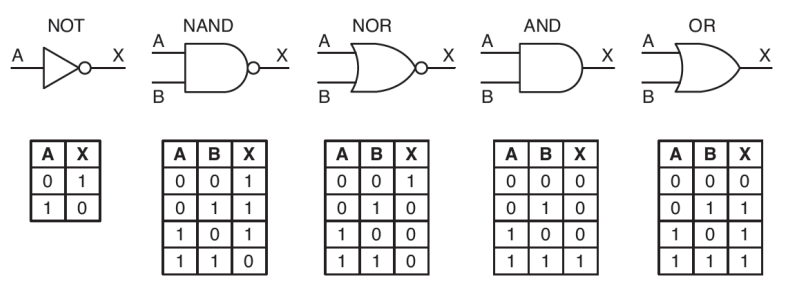 NOT NAND NOR AND OR
A X A X A X A X A X
B B B B
A X A B X A B X A B X A B X
0 1 0 0 1 0 0 1 0 0 0 0 0 0
1 0 0 1 1 0 1 0 0 1 0 0 1 1
1 0 1 1 0 0 1 0 0 1 0 1
1 1 0 1 1 0 1 1 1 1 1 1